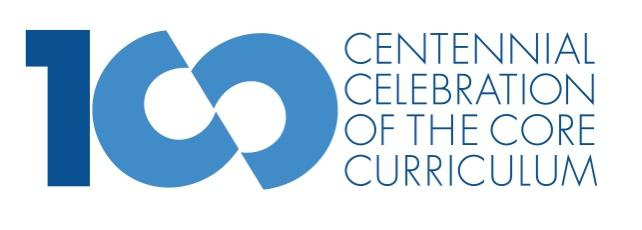 100
CENTENNIAL
CELEBRATION
OF THE CORE
CURRICULUM